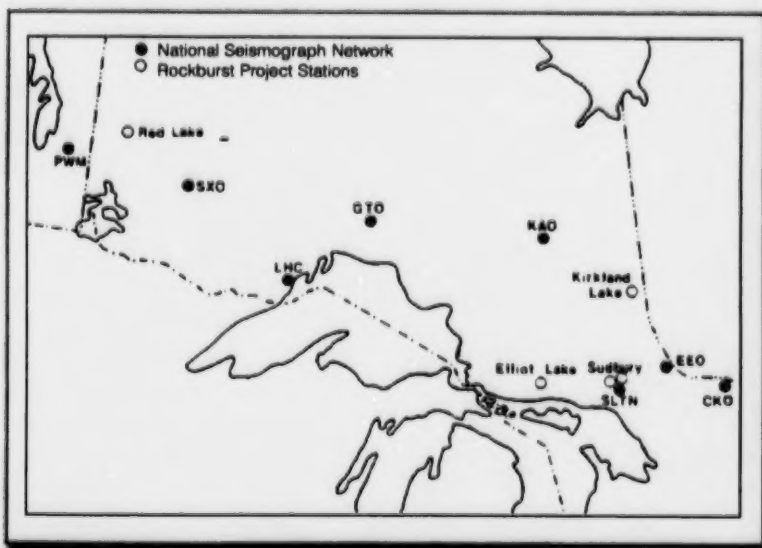 National Seismograph Network
Rockburst Project Stations
Red Lake
PWM
SXO
GTO
KAO
LHC
Kirkland
Lake
Elliot Lake
Sudbury
EEO
SLTN
CKO